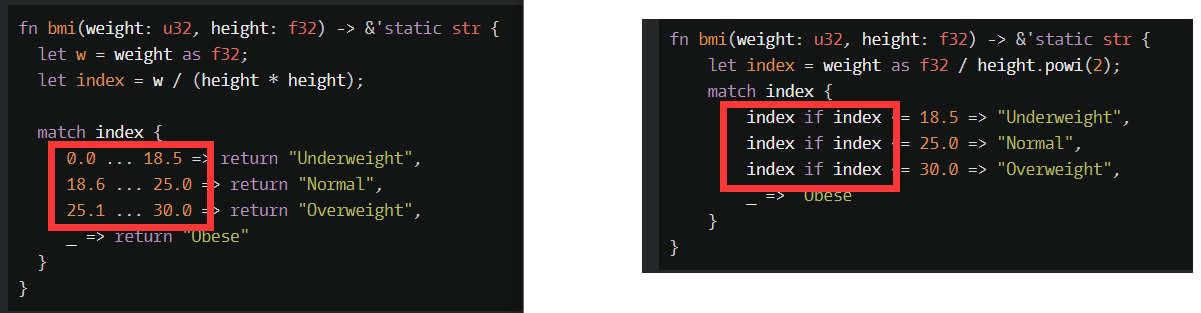 fn bmi(weight: u32, height: f32) -> &'static str {
let w = weight as f32;
let index = w / (height * height);
match index {
0.0 ... 18.5 => return "Underweight",
18.6 ... 25.0 => return "Normal",
25.1 ... 30.0 => return "Overweight",
_ => return "Obese"
}
}
fn bmi(weight: u32, height: f32) -> &'static str {
let index = weight as f32 / height.powi(2);
match index {
index if index <= 18.5 => "Underweight",
index if index <= 25.0 => "Normal",
index if index <= 30.0 => "Overweight",
_ => "Obese"
}
}